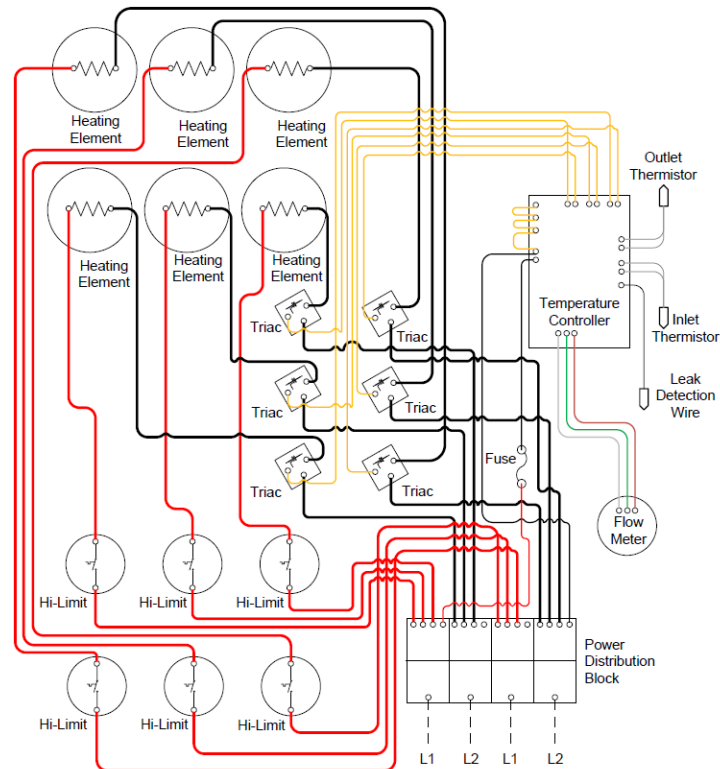 Heating
Element
Heating
Element
Heating
Element
Outlet
Thermistor
Heating
Element
Heating
Element
Heating
Element
Temperature
Controller
Inlet
Thermistor
Triac
Triac
Leak
Detection
Wire
Triac
Triac
Fuse
Triac
Triac
Flow
Meter
Hi-Limit
Hi-Limit
Hi-Limit
Power
Distribution
Block
Hi-Limit
Hi-Limit
Hi-Limit
L1
L2
L1
L2